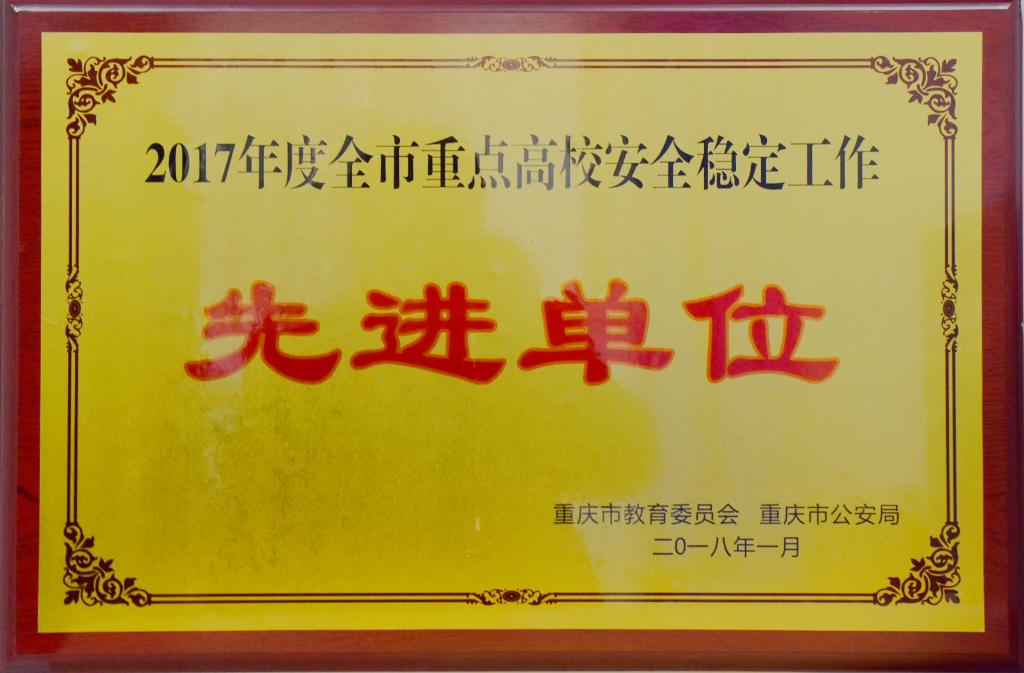 2017年度全市重点高校安全稳定工作
先进单位
重庆市教育委员会 重庆市公安局
二0一八年一月